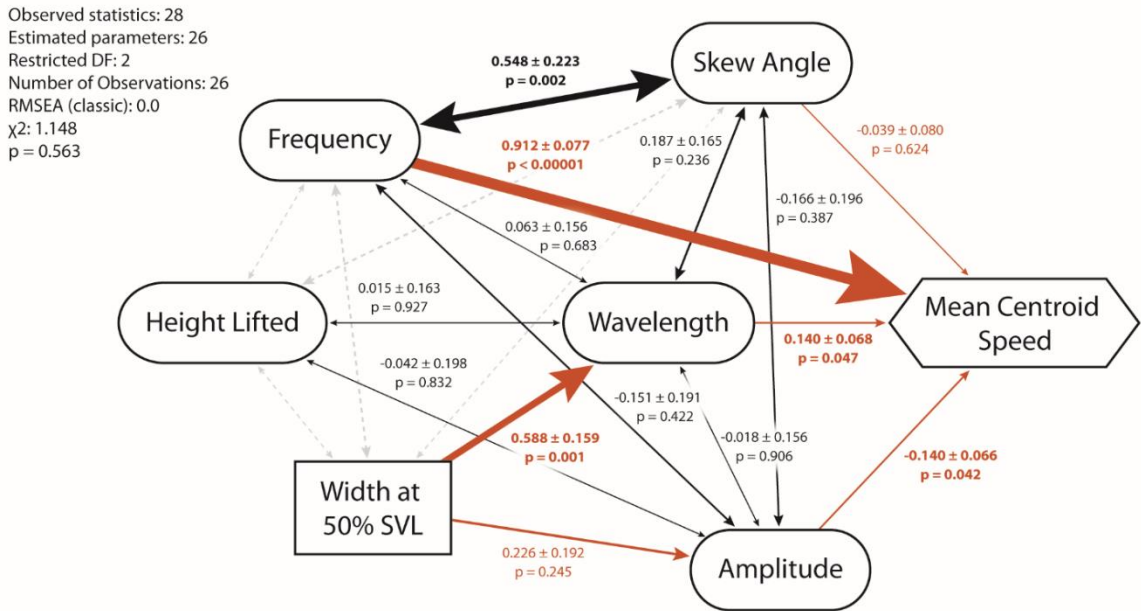 Observed statistics: 28
Estimated parameters: 26
Restricted DF: 2
Number of Observations: 26
RMSEA (classic): 0.0
χ2: 1.148
p = 0.563
0.548 ± 0.223
p = 0.002
Skew Angle
Frequency
0.912 ± 0.077
p < 0.00001
0.187 ± 0.165
p = 0.236
-0.039 ± 0.080
p = 0.624
-0.166 ± 0.196
p = 0.387
0.063 ± 0.156
p = 0.683
0.015 ± 0.163
p = 0.927
Height Lifted
Wavelength
Mean Centroid
Speed
0.140 ± 0.068
p = 0.047
-0.042 ± 0.198
p = 0.832
-0.151 ± 0.191
p = 0.422
0.588 ± 0.159
p = 0.001
-0.018 ± 0.156
p = 0.906
-0.140 ± 0.066
p = 0.042
Width at
50% SVL
0.226 ± 0.192
p = 0.245
Amplitude